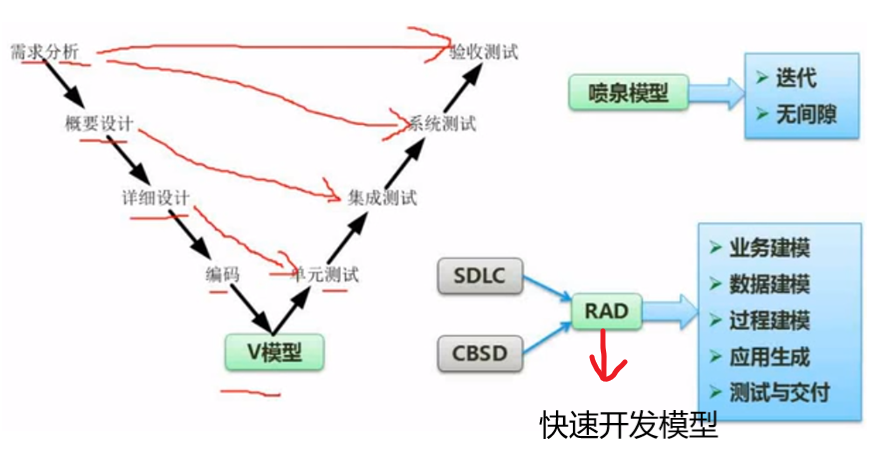 需求分析
验收测试
概要设计
系统测试
详细设计
集成测试
编码
单元测试
V模型
喷泉模型
迭代
无间隙
SDLC
CBSD
RAD
业务建模
数据建模
过程建模
应用生成
测试与交付
快速开发模型